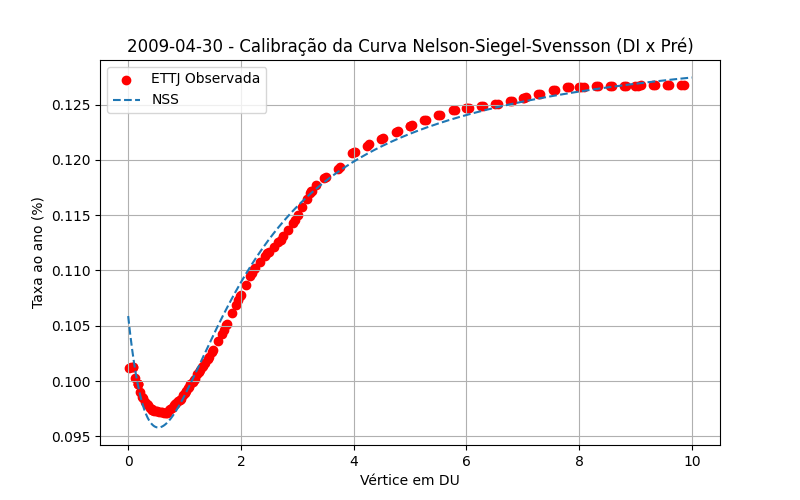 2009-04-30 - Calibração da Curva Nelson-Siegel-Svensson (DI x Pré)
ETTJ Observada
NSS
Taxa ao ano (%)
0.125
0.120
0.115
0.110
0.105
0.100
0.095
0 2 4 6 8 10
Vértice em DU